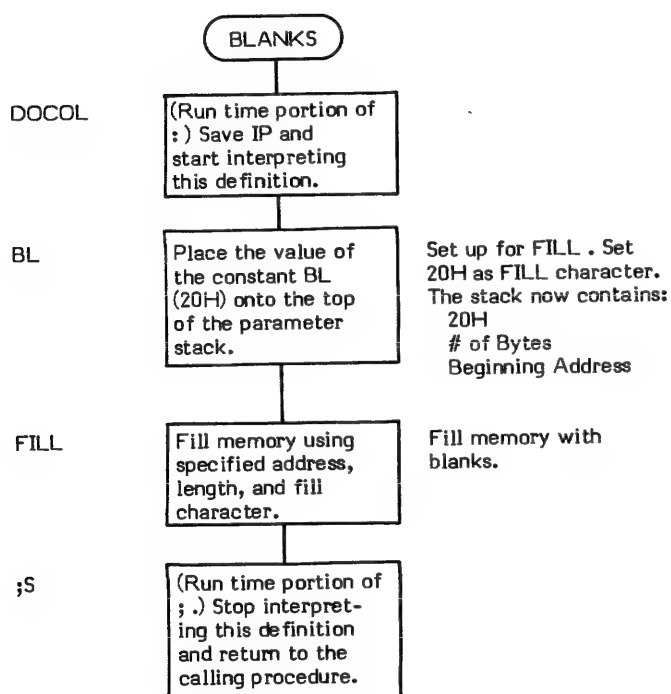 BLANKS
DOCOL
(Run time portion of
: ) Save IP and
start interpreting
this definition.
BL
Place the value of
the constant BL
(20H) onto the top
of the parameter
stack.
Set up for FILL . Set
20H as FILL character.
The stack now contains:
20H
# of Bytes
Beginning Address
FILL
Fill memory using
specified address,
length, and fill
character.
Fill memory with
blanks.
;S
(Run time portion of
; .) Stop interpret-
ing this definition
and return to the
calling procedure.